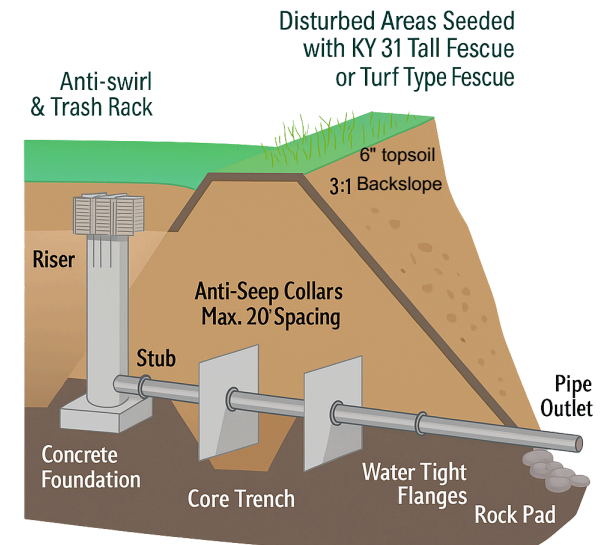 Disturbed Areas Seeded
with KY 31 Tall Fescue
or Turf Type Fescue
Anti-swirl
& Trash Rack
6" topsoil
3:1 Backslope
Riser
Anti-Seep Collars
Max. 20' Spacing
Stub
Pipe
Outlet
Concrete
Foundation
Core Trench
Water Tight
Flanges
Rock Pad